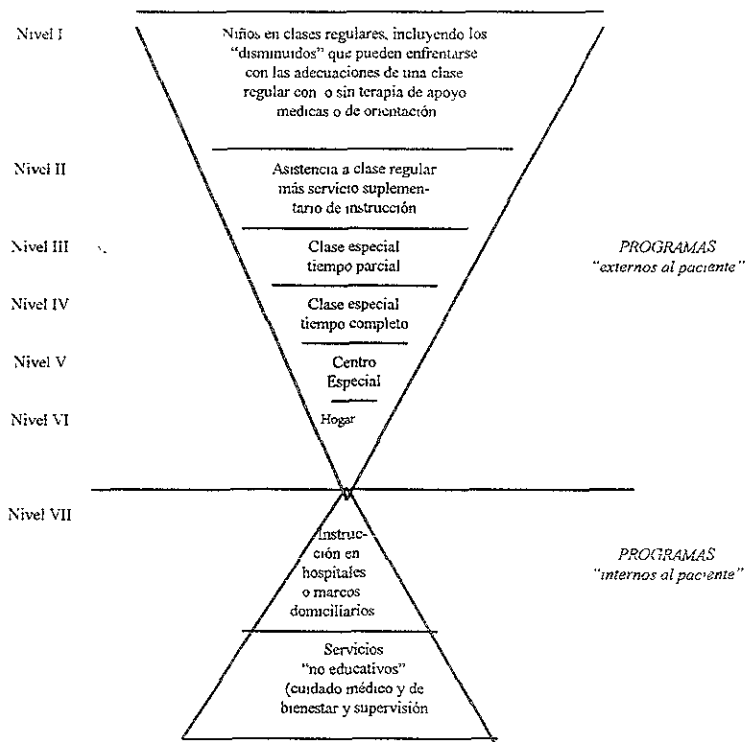 Nivel I
Niños en clases regulares, incluyendo los
"disminuidos" que pueden enfrentarse
con las adecuaciones de una clase
regular con o sin terapia de apoyo
médicas o de orientación
Nivel II
Asistencia a clase regular
más servicio suplemen-
tario de instrucción
Nivel III
Clase especial
tiempo parcial
PROGRAMAS
"externos al paciente"
Nivel IV
Clase especial
tiempo completo
Nivel V
Centro
Especial
Nivel VI
Hogar
Nivel VII
Instruc-
ción en
hospitales
o marcos
domiciliarios
PROGRAMAS
"internos al paciente"
Servicios
"no educativos"
(cuidado médico y de
bienestar y supervisión